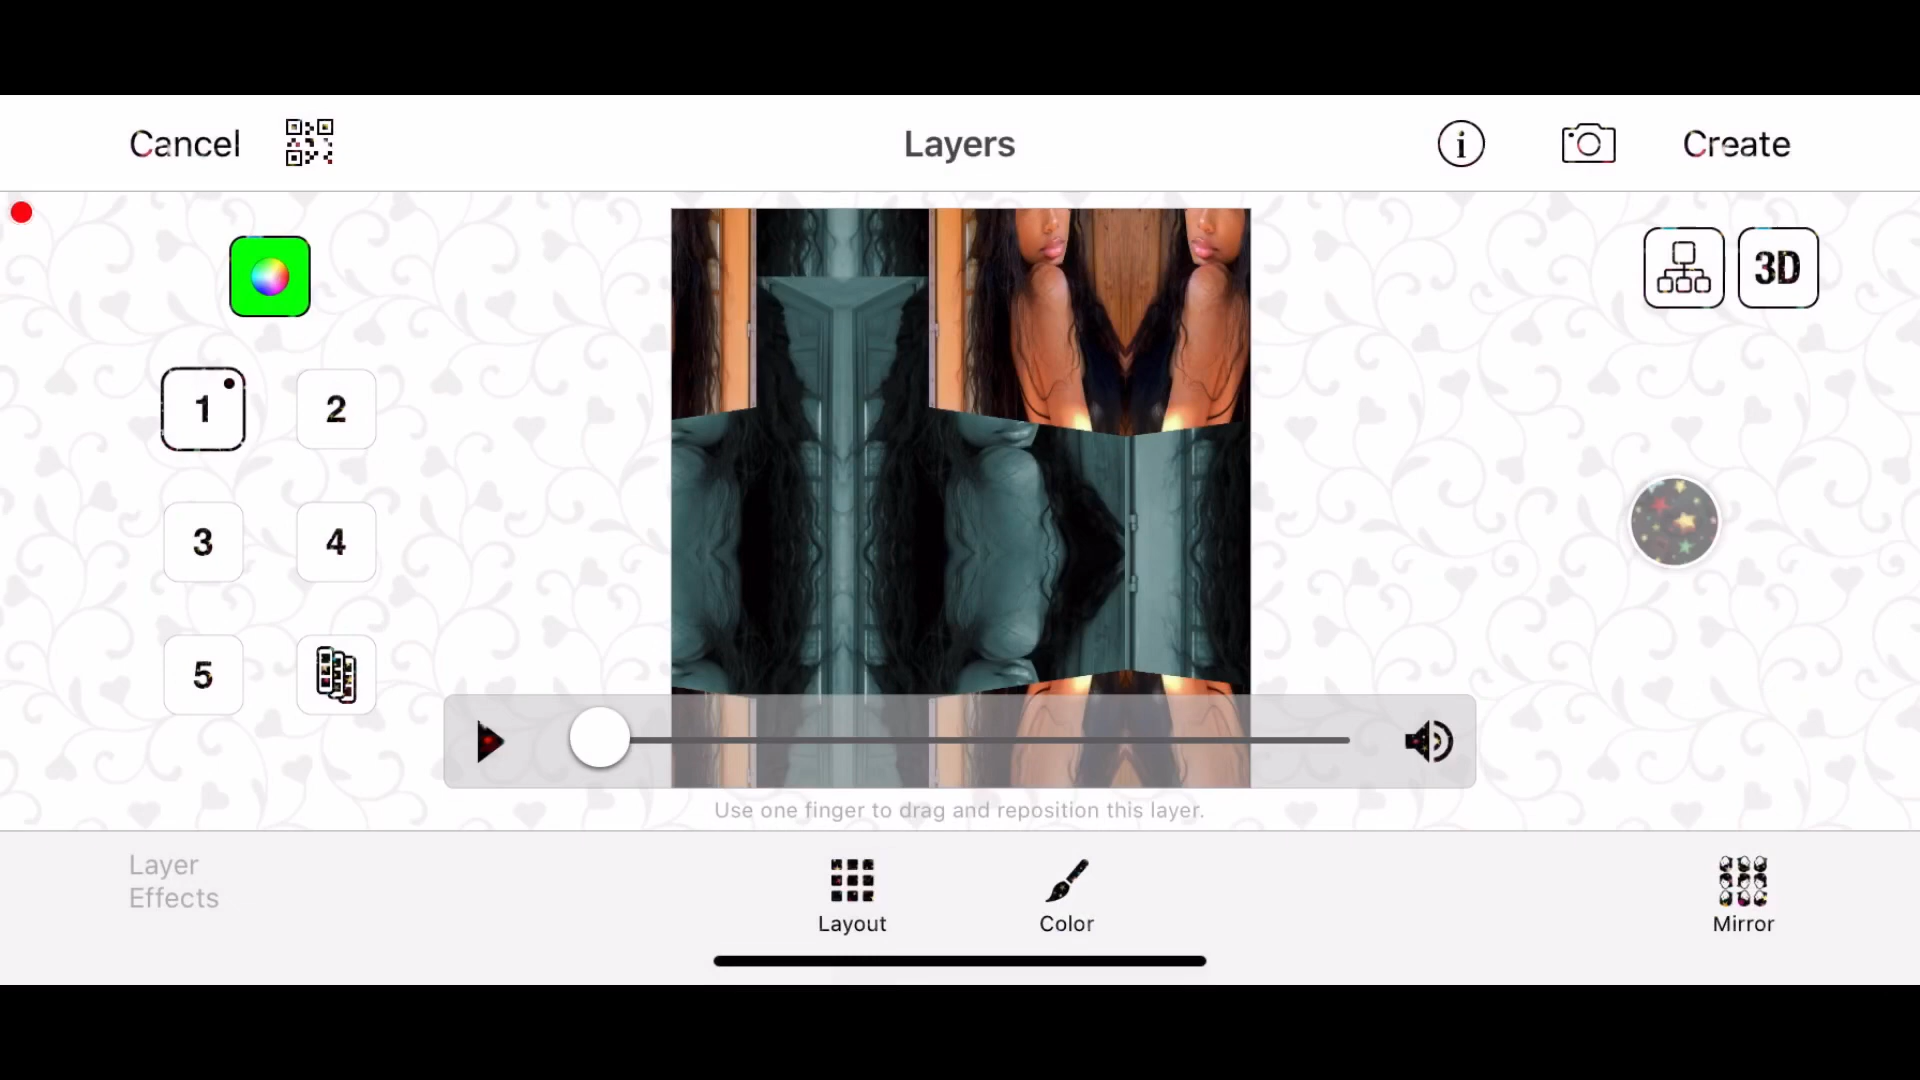 Cancel
Layers
i
Create
3D
1
2
3
4
5
Use one finger to drag and reposition this layer.
Layer
Effects
Layout
Color
Mirror